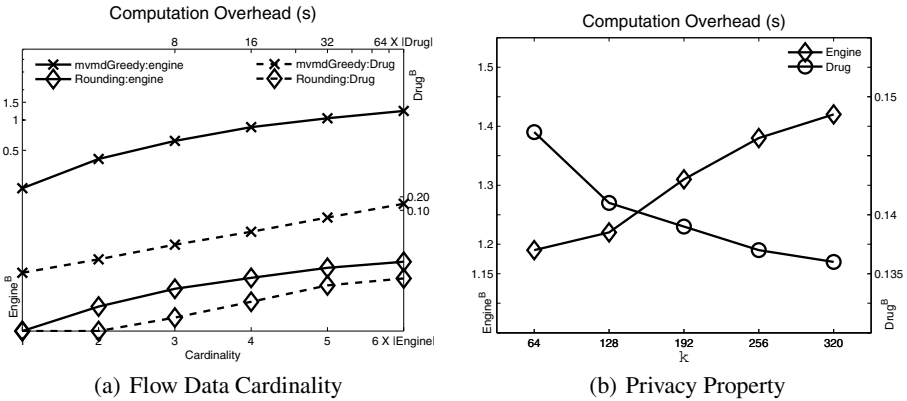 Computation Overhead (s)
8 16 32 64 X |Drug|
mvmdGreedy:engine mvmdGreedy:Drug
Rounding:engine Rounding:Drug
Drug^B
1.5
1
0.5
0.20
0.10
Engine^B
1 2 3 4 5 6 X |Engine|
Cardinality
(a) Flow Data Cardinality
Computation Overhead (s)
Engine
Drug
1.5
1.4
1.3
1.2
1.15
0.15
0.14
0.135
Engine^B
Drug^B
64 128 192 256 320
k
(b) Privacy Property